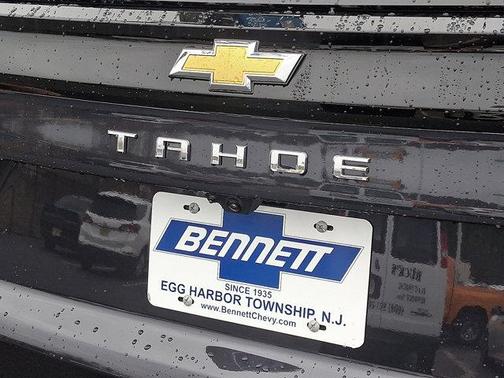 TAHOE
BENNETT
SINCE 1935
EGG HARBOR TOWNSHIP, N.J.
www.BennettChevy.com